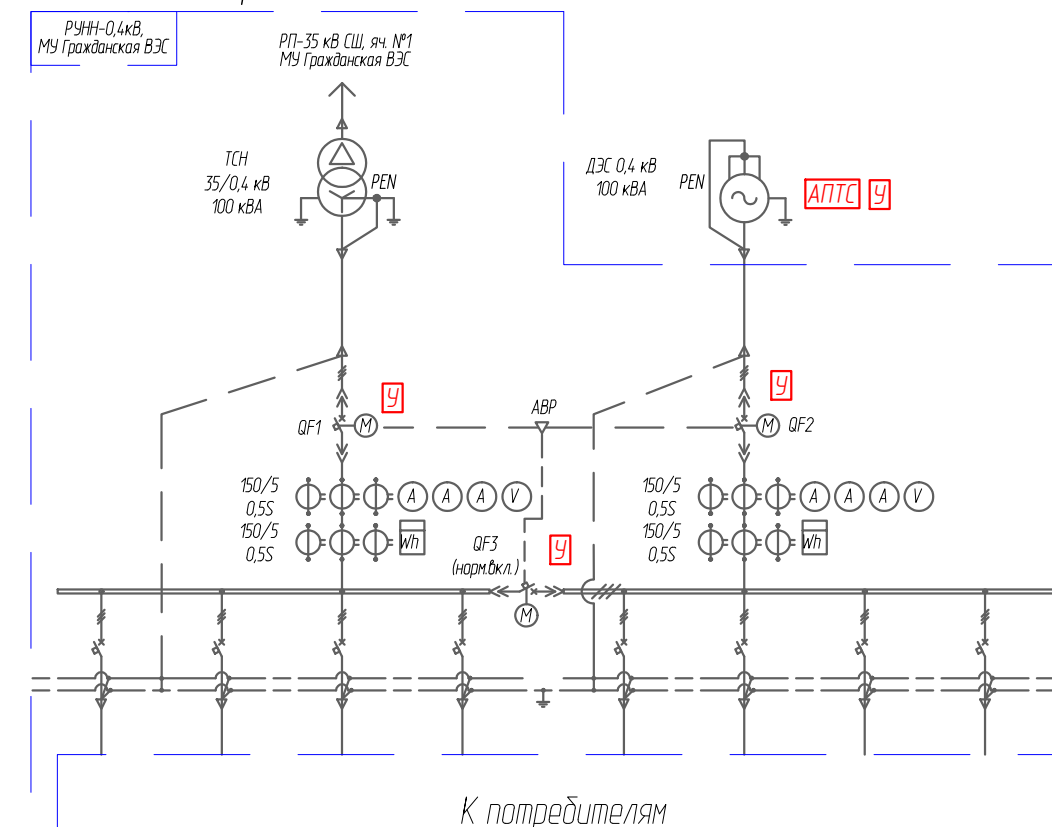 РУНН-0,4кВ,
МУ Гражданская ВЭС
РП-35 кВ СШ, яч. №1
МУ Гражданская ВЭС
ТСН
35/0,4 кВ
100 кВА
PEN
ДЭС 0,4 кВ
100 кВА
PEN
АПТС
У
У
У
QF1
M
АВР
M
QF2
150/5
0,5S
A
A
A
V
150/5
0,5S
Wh
150/5
0,5S
A
A
A
V
150/5
0,5S
Wh
QF3
(норм.вкл.)
У
M
К потребителям